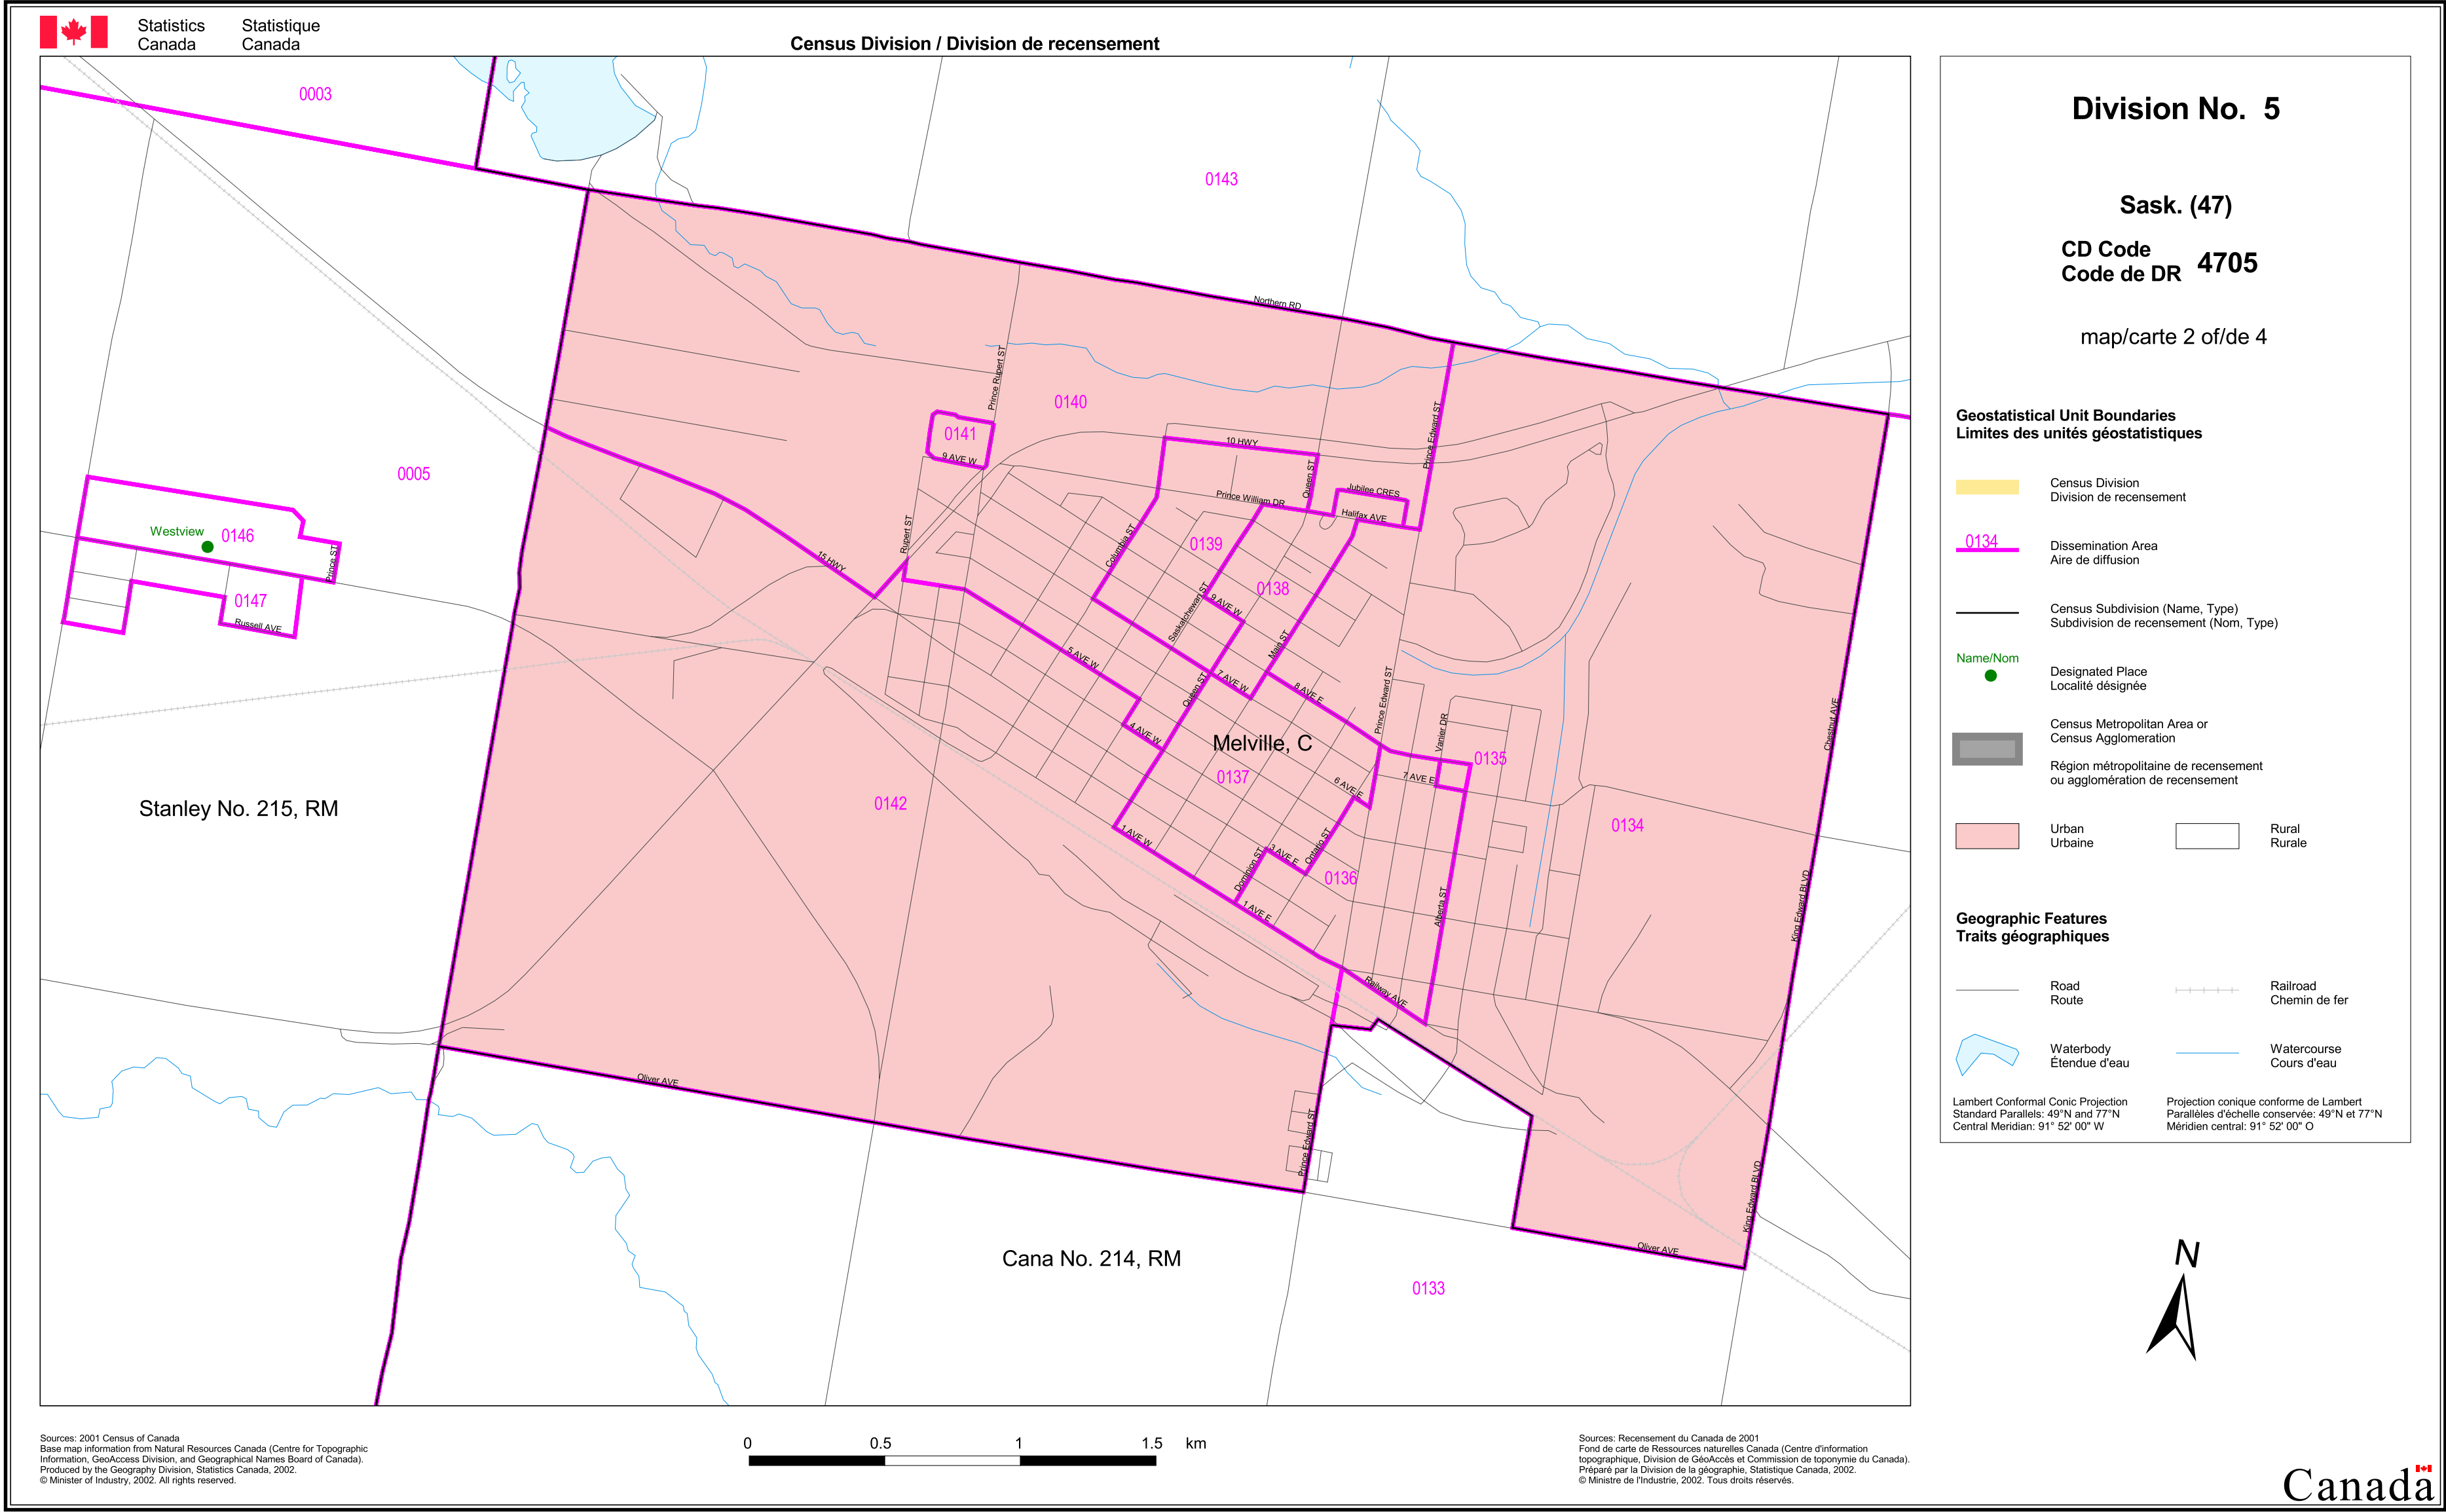 Statistics Statistique
Canada Canada
Census Division / Division de recensement
0003
0143
Northern RD
Prince Rupert ST
0140
0141
9 AVE W
10 HWY
Queen ST
Prince Edward ST
Jubilee CRES
Prince William DR
Halifax AVE
0005
Westview
0146
Prince ST
0147
Russell AVE
15 HWY
Rupert ST
Columbia ST
0139
0138
Saskatchewan ST
9 AVE W
Main ST
5 AVE W
7 AVE W
Queen ST
8 AVE E
4 AVE W
Prince Edward ST
Vanier DR
Chestnut AVE
Melville, C
0135
0137
7 AVE E
6 AVE E
0142
0134
Stanley No. 215, RM
1 AVE W
Ontario ST
3 AVE E
Dominion ST
0136
1 AVE E
Alberta ST
King Edward BLVD
Railway AVE
Oliver AVE
Prince Edward ST
King Edward BLVD
Oliver AVE
Cana No. 214, RM
0133
Division No. 5
Sask. (47)
CD Code
Code de DR 4705
map/carte 2 of/de 4
Geostatistical Unit Boundaries
Limites des unités géostatistiques
Census Division
Division de recensement
0134
Dissemination Area
Aire de diffusion
Census Subdivision (Name, Type)
Subdivision de recensement (Nom, Type)
Name/Nom
Designated Place
Localité désignée
Census Metropolitan Area or
Census Agglomeration
Région métropolitaine de recensement
ou agglomération de recensement
Urban Rural
Urbaine Rurale
Geographic Features
Traits géographiques
Road Railroad
Route Chemin de fer
Waterbody Watercourse
Étendue d'eau Cours d'eau
Lambert Conformal Conic Projection
Standard Parallels: 49°N and 77°N
Central Meridian: 91° 52' 00" W
Projection conique conforme de Lambert
Parallèles d'échelle conservée: 49°N et 77°N
Méridien central: 91° 52' 00" O
N
Sources: 2001 Census of Canada
Base map information from Natural Resources Canada (Centre for Topographic
Information, GeoAccess Division, and Geographical Names Board of Canada).
Produced by the Geography Division, Statistics Canada, 2002.
© Minister of Industry, 2002. All rights reserved.
0 0.5 1 1.5 km
Sources: Recensement du Canada de 2001
Fond de carte de Ressources naturelles Canada (Centre d'information
topographique, Division de GéoAccès et Commission de toponymie du Canada).
Préparé par la Division de la géographie, Statistique Canada, 2002.
© Ministre de l'Industrie, 2002. Tous droits réservés.
Canada